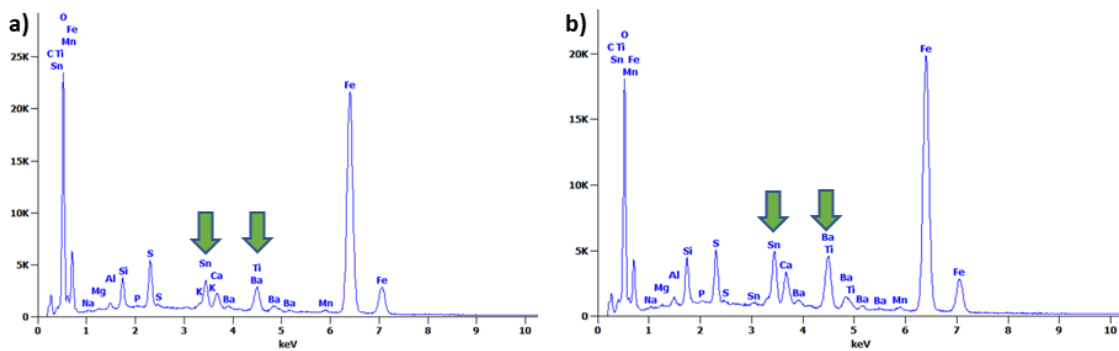 a)
O
Fe
Mn
C Ti
Sn
25K
20K
15K
10K
5K
0
Na
Mg
Al
Si
P
S
S
K
Sn
K
Ca
Ba
Ti
Ba
Ba
Ba
Mn
Fe
Fe
0 1 2 3 4 5 6 7 8 9 10
keV
b)
O
C Ti
Sn Fe
Mn
20K
15K
10K
5K
0
Na
Mg
Al
Si
P
S
S
Sn
Sn
Ca
Ba
Ba
Ti
Ba
Ti
Ba
Ba
Mn
Fe
Fe
0 1 2 3 4 5 6 7 8 9 10
keV